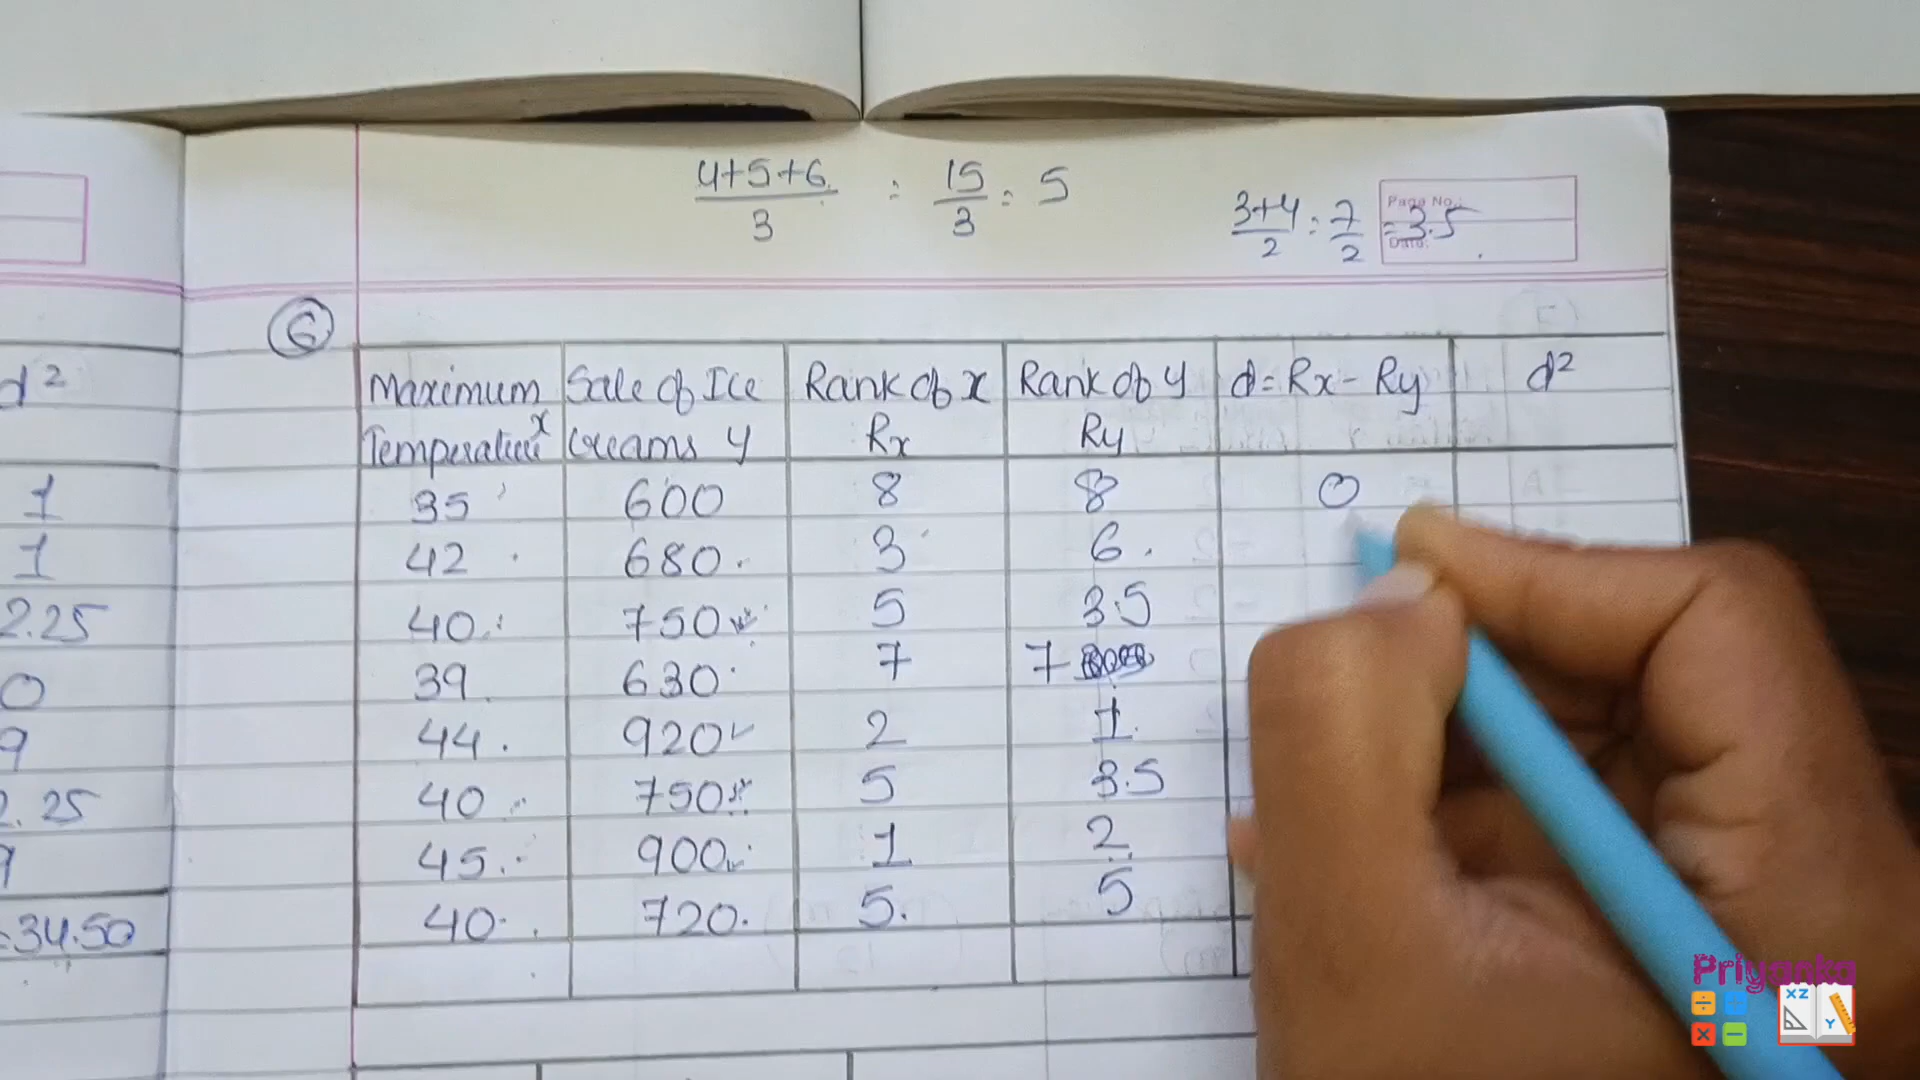 4+5+6 / 3 = 15/3 = 5
3+4 / 2 = 7/2 = 3.5
Page No.:
Date:
6
d²
1
1
2.25
0
9
2.25
9
=34.50
Maximum Temperature x | Sale of Ice Creams y | Rank of x Rx | Rank of y Ry | d = Rx - Ry | d²
35 600 8 8 0
42 680 3 6
40 750 5 3.5
39 630 7 7
44 920 2 1
40 750 5 3.5
45 900 1 2
40 720 5 5
Priyanka
XZ
Y